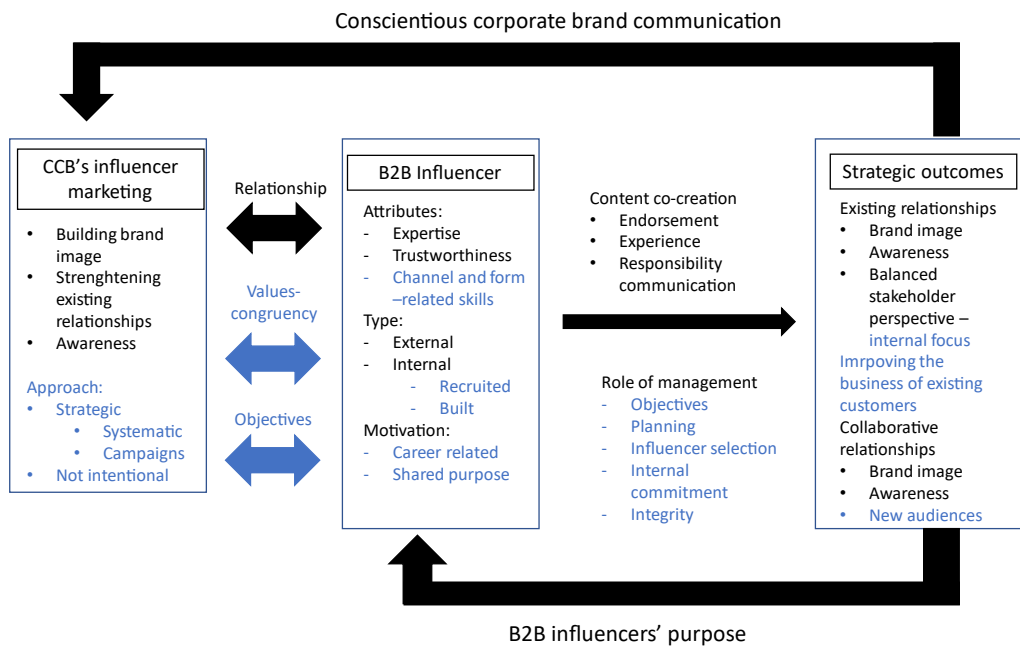 Conscientious corporate brand communication
CCB's influencer
marketing
• Building brand
image
• Strenghtening
existing
relationships
• Awareness
Approach:
• Strategic
• Systematic
• Campaigns
• Not intentional
Relationship
Values-
congruency
Objectives
B2B Influencer
Attributes:
- Expertise
- Trustworthiness
- Channel and form
–related skills
Type:
- External
- Internal
- Recruited
- Built
Motivation:
- Career related
- Shared purpose
Content co-creation
• Endorsement
• Experience
• Responsibility
communication
Role of management
- Objectives
- Planning
- Influencer selection
- Internal
commitment
- Integrity
Strategic outcomes
Existing relationships
• Brand image
• Awareness
• Balanced
stakeholder
perspective –
internal focus
Imrpoving the
business of existing
customers
Collaborative
relationships
• Brand image
• Awareness
• New audiences
B2B influencers' purpose